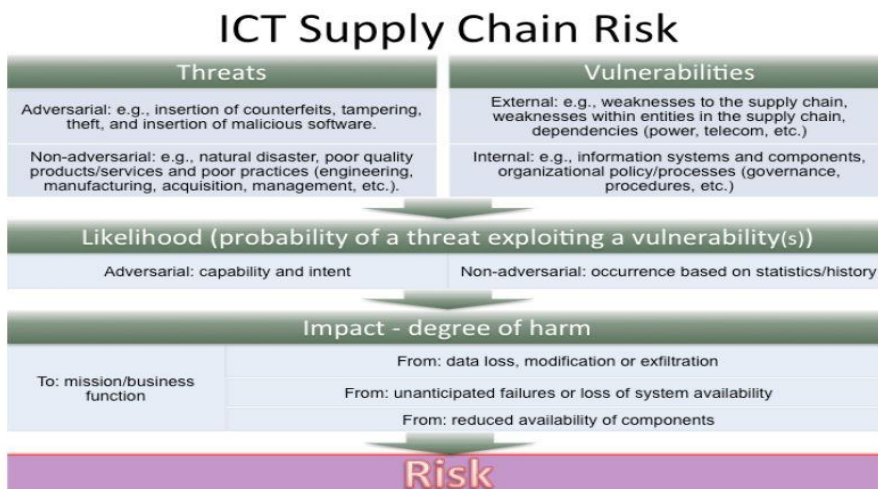 ICT Supply Chain Risk
Threats
Adversarial: e.g., insertion of counterfeits, tampering,
theft, and insertion of malicious software.
Non-adversarial: e.g., natural disaster, poor quality
products/services and poor practices (engineering,
manufacturing, acquisition, management, etc.).
Vulnerabilities
External: e.g., weaknesses to the supply chain,
weaknesses within entities in the supply chain,
dependencies (power, telecom, etc.)
Internal: e.g., information systems and components,
organizational policy/processes (governance,
procedures, etc.)
Likelihood (probability of a threat exploiting a vulnerability(s))
Adversarial: capability and intent
Non-adversarial: occurrence based on statistics/history
Impact - degree of harm
To: mission/business
function
From: data loss, modification or exfiltration
From: unanticipated failures or loss of system availability
From: reduced availability of components
Risk